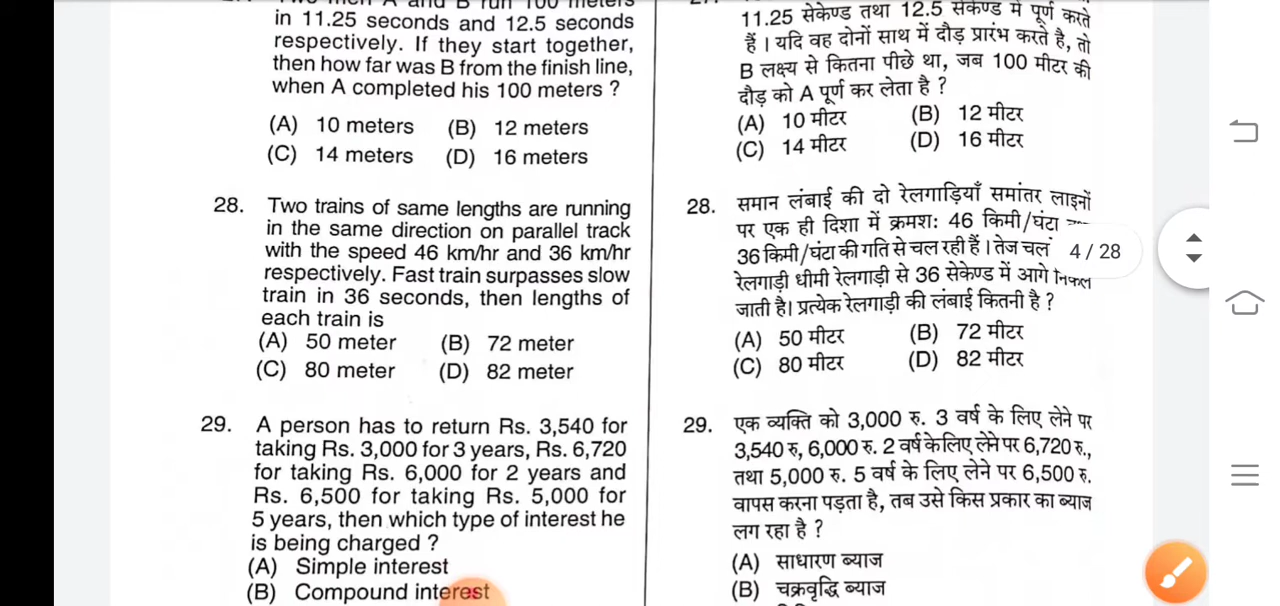 in 11.25 seconds and 12.5 seconds
respectively. If they start together,
then how far was B from the finish line,
when A completed his 100 meters ?
(A) 10 meters (B) 12 meters
(C) 14 meters (D) 16 meters
28. Two trains of same lengths are running
in the same direction on parallel track
with the speed 46 km/hr and 36 km/hr
respectively. Fast train surpasses slow
train in 36 seconds, then lengths of
each train is
(A) 50 meter (B) 72 meter
(C) 80 meter (D) 82 meter
29. A person has to return Rs. 3,540 for
taking Rs. 3,000 for 3 years, Rs. 6,720
for taking Rs. 6,000 for 2 years and
Rs. 6,500 for taking Rs. 5,000 for
5 years, then which type of interest he
is being charged ?
(A) Simple interest
(B) Compound interest
11.25 सेकेण्ड तथा 12.5 सेकेण्ड में पूर्ण करते
हैं । यदि वह दोनों साथ में दौड़ प्रारंभ करते है, तो
B लक्ष्य से कितना पीछे था, जब 100 मीटर की
दौड़ को A पूर्ण कर लेता है ?
(A) 10 मीटर (B) 12 मीटर
(C) 14 मीटर (D) 16 मीटर
28. समान लंबाई की दो रेलगाड़ियाँ समांतर लाइनों
पर एक ही दिशा में क्रमशः 46 किमी/घंटा
36 किमी/घंटा की गति से चल रही हैं । तेज
रेलगाड़ी धीमी रेलगाड़ी से 36 सेकेण्ड में आगे निकल
जाती है। प्रत्येक रेलगाड़ी की लंबाई कितनी है ?
(A) 50 मीटर (B) 72 मीटर
(C) 80 मीटर (D) 82 मीटर
29. एक व्यक्ति को 3,000 रु. 3 वर्ष के लिए लेने पर
3,540 रु, 6,000 रु. 2 वर्ष के लिए लेने पर 6,720 रु.,
तथा 5,000 रु. 5 वर्ष के लिए लेने पर 6,500 रु.
वापस करना पड़ता है, तब उसे किस प्रकार का ब्याज
लग रहा है ?
(A) साधारण ब्याज
(B) चक्रवृद्धि ब्याज
4 / 28